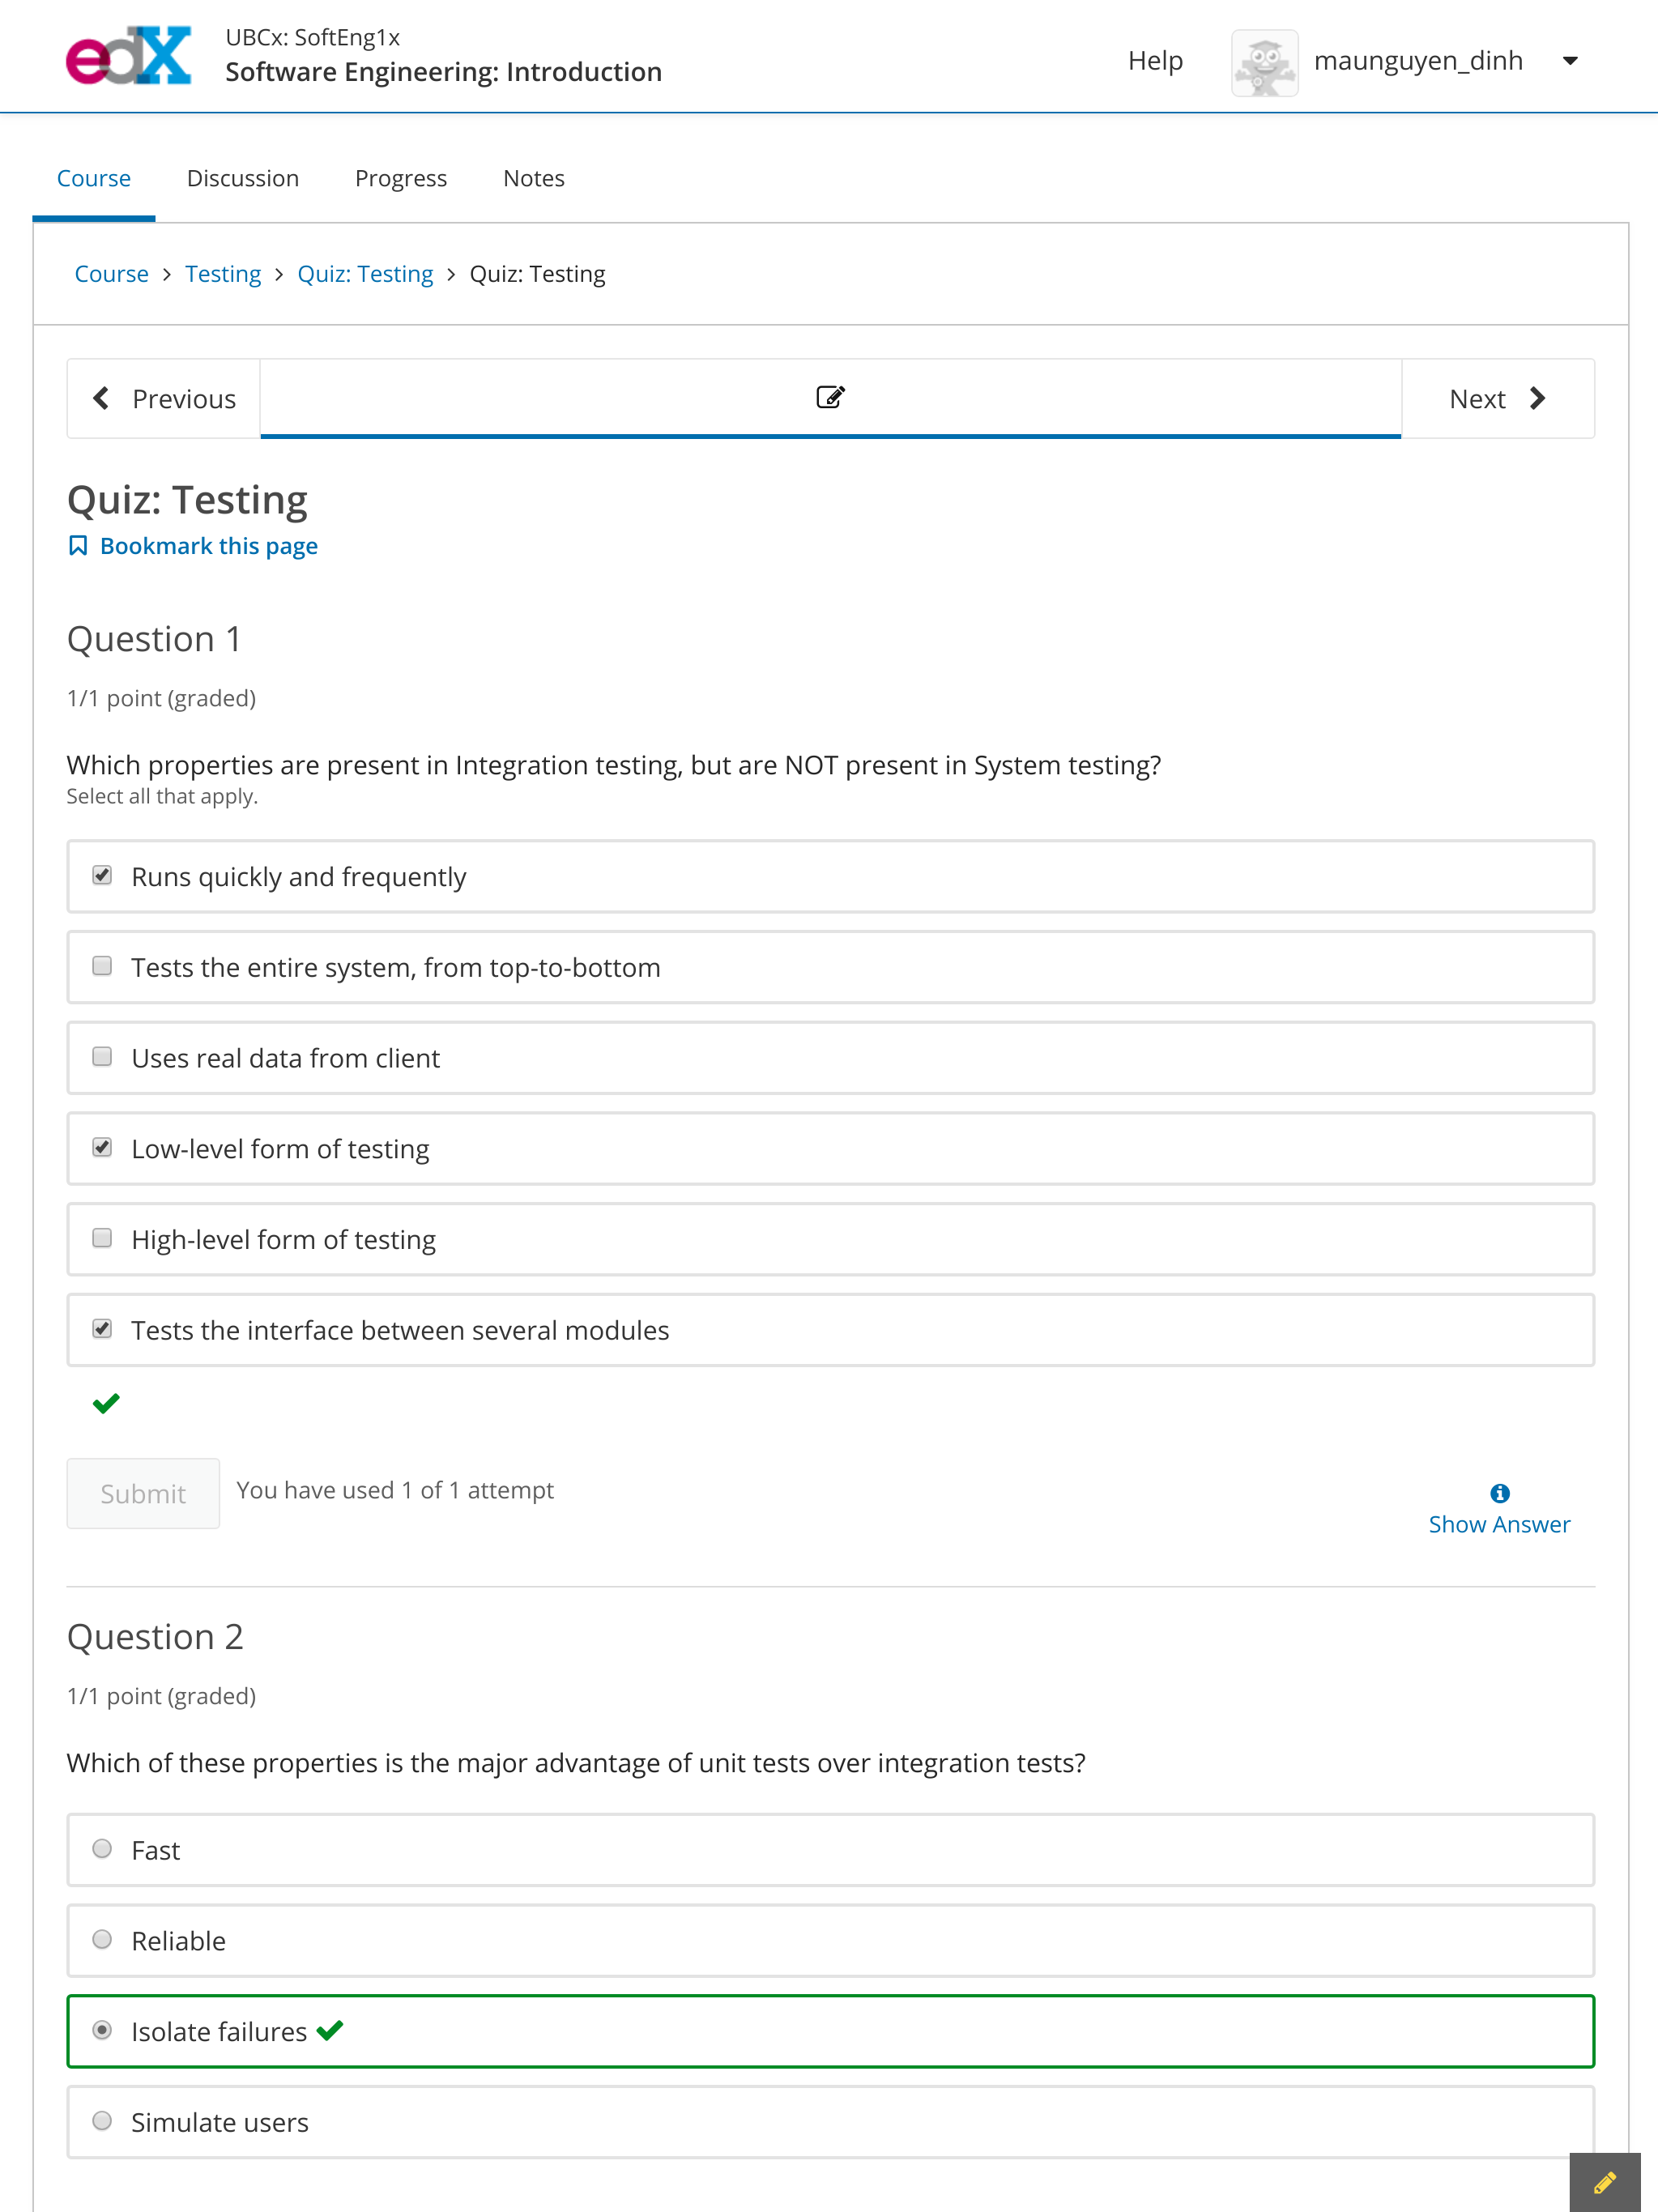 edX
UBCx: SoftEng1x
Software Engineering: Introduction
Help
maunguyen_dinh
Course
Discussion
Progress
Notes
Course > Testing > Quiz: Testing > Quiz: Testing
Previous
Next
Quiz: Testing
Bookmark this page
Question 1
1/1 point (graded)
Which properties are present in Integration testing, but are NOT present in System testing?
Select all that apply.
Runs quickly and frequently
Tests the entire system, from top-to-bottom
Uses real data from client
Low-level form of testing
High-level form of testing
Tests the interface between several modules
Submit
You have used 1 of 1 attempt
Show Answer
Question 2
1/1 point (graded)
Which of these properties is the major advantage of unit tests over integration tests?
Fast
Reliable
Isolate failures
Simulate users